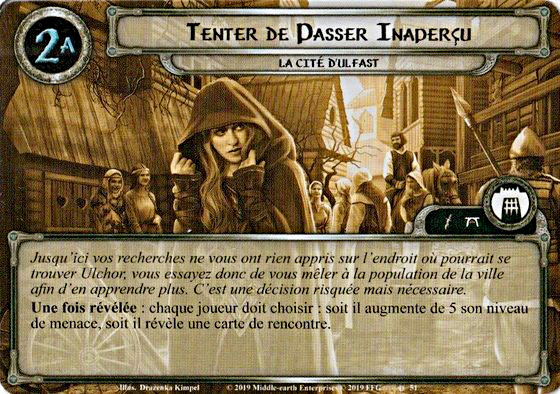 2A
TENTER DE PASSER INAPERÇU
LA CITÉ D'ULFAST
Jusqu'ici vos recherches ne vous ont rien appris sur l'endroit où pourrait se
trouver Ulchor, vous essayez donc de vous mêler à la population de la ville
afin d'en apprendre plus. C'est une décision risquée mais nécessaire.
Une fois révélée : chaque joueur doit choisir : soit il augmente de 5 son niveau
de menace, soit il révèle une carte de rencontre.
Illus. Drazenka Kimpel © 2019 Middle-earth Enterprises © 2019 FFG 51